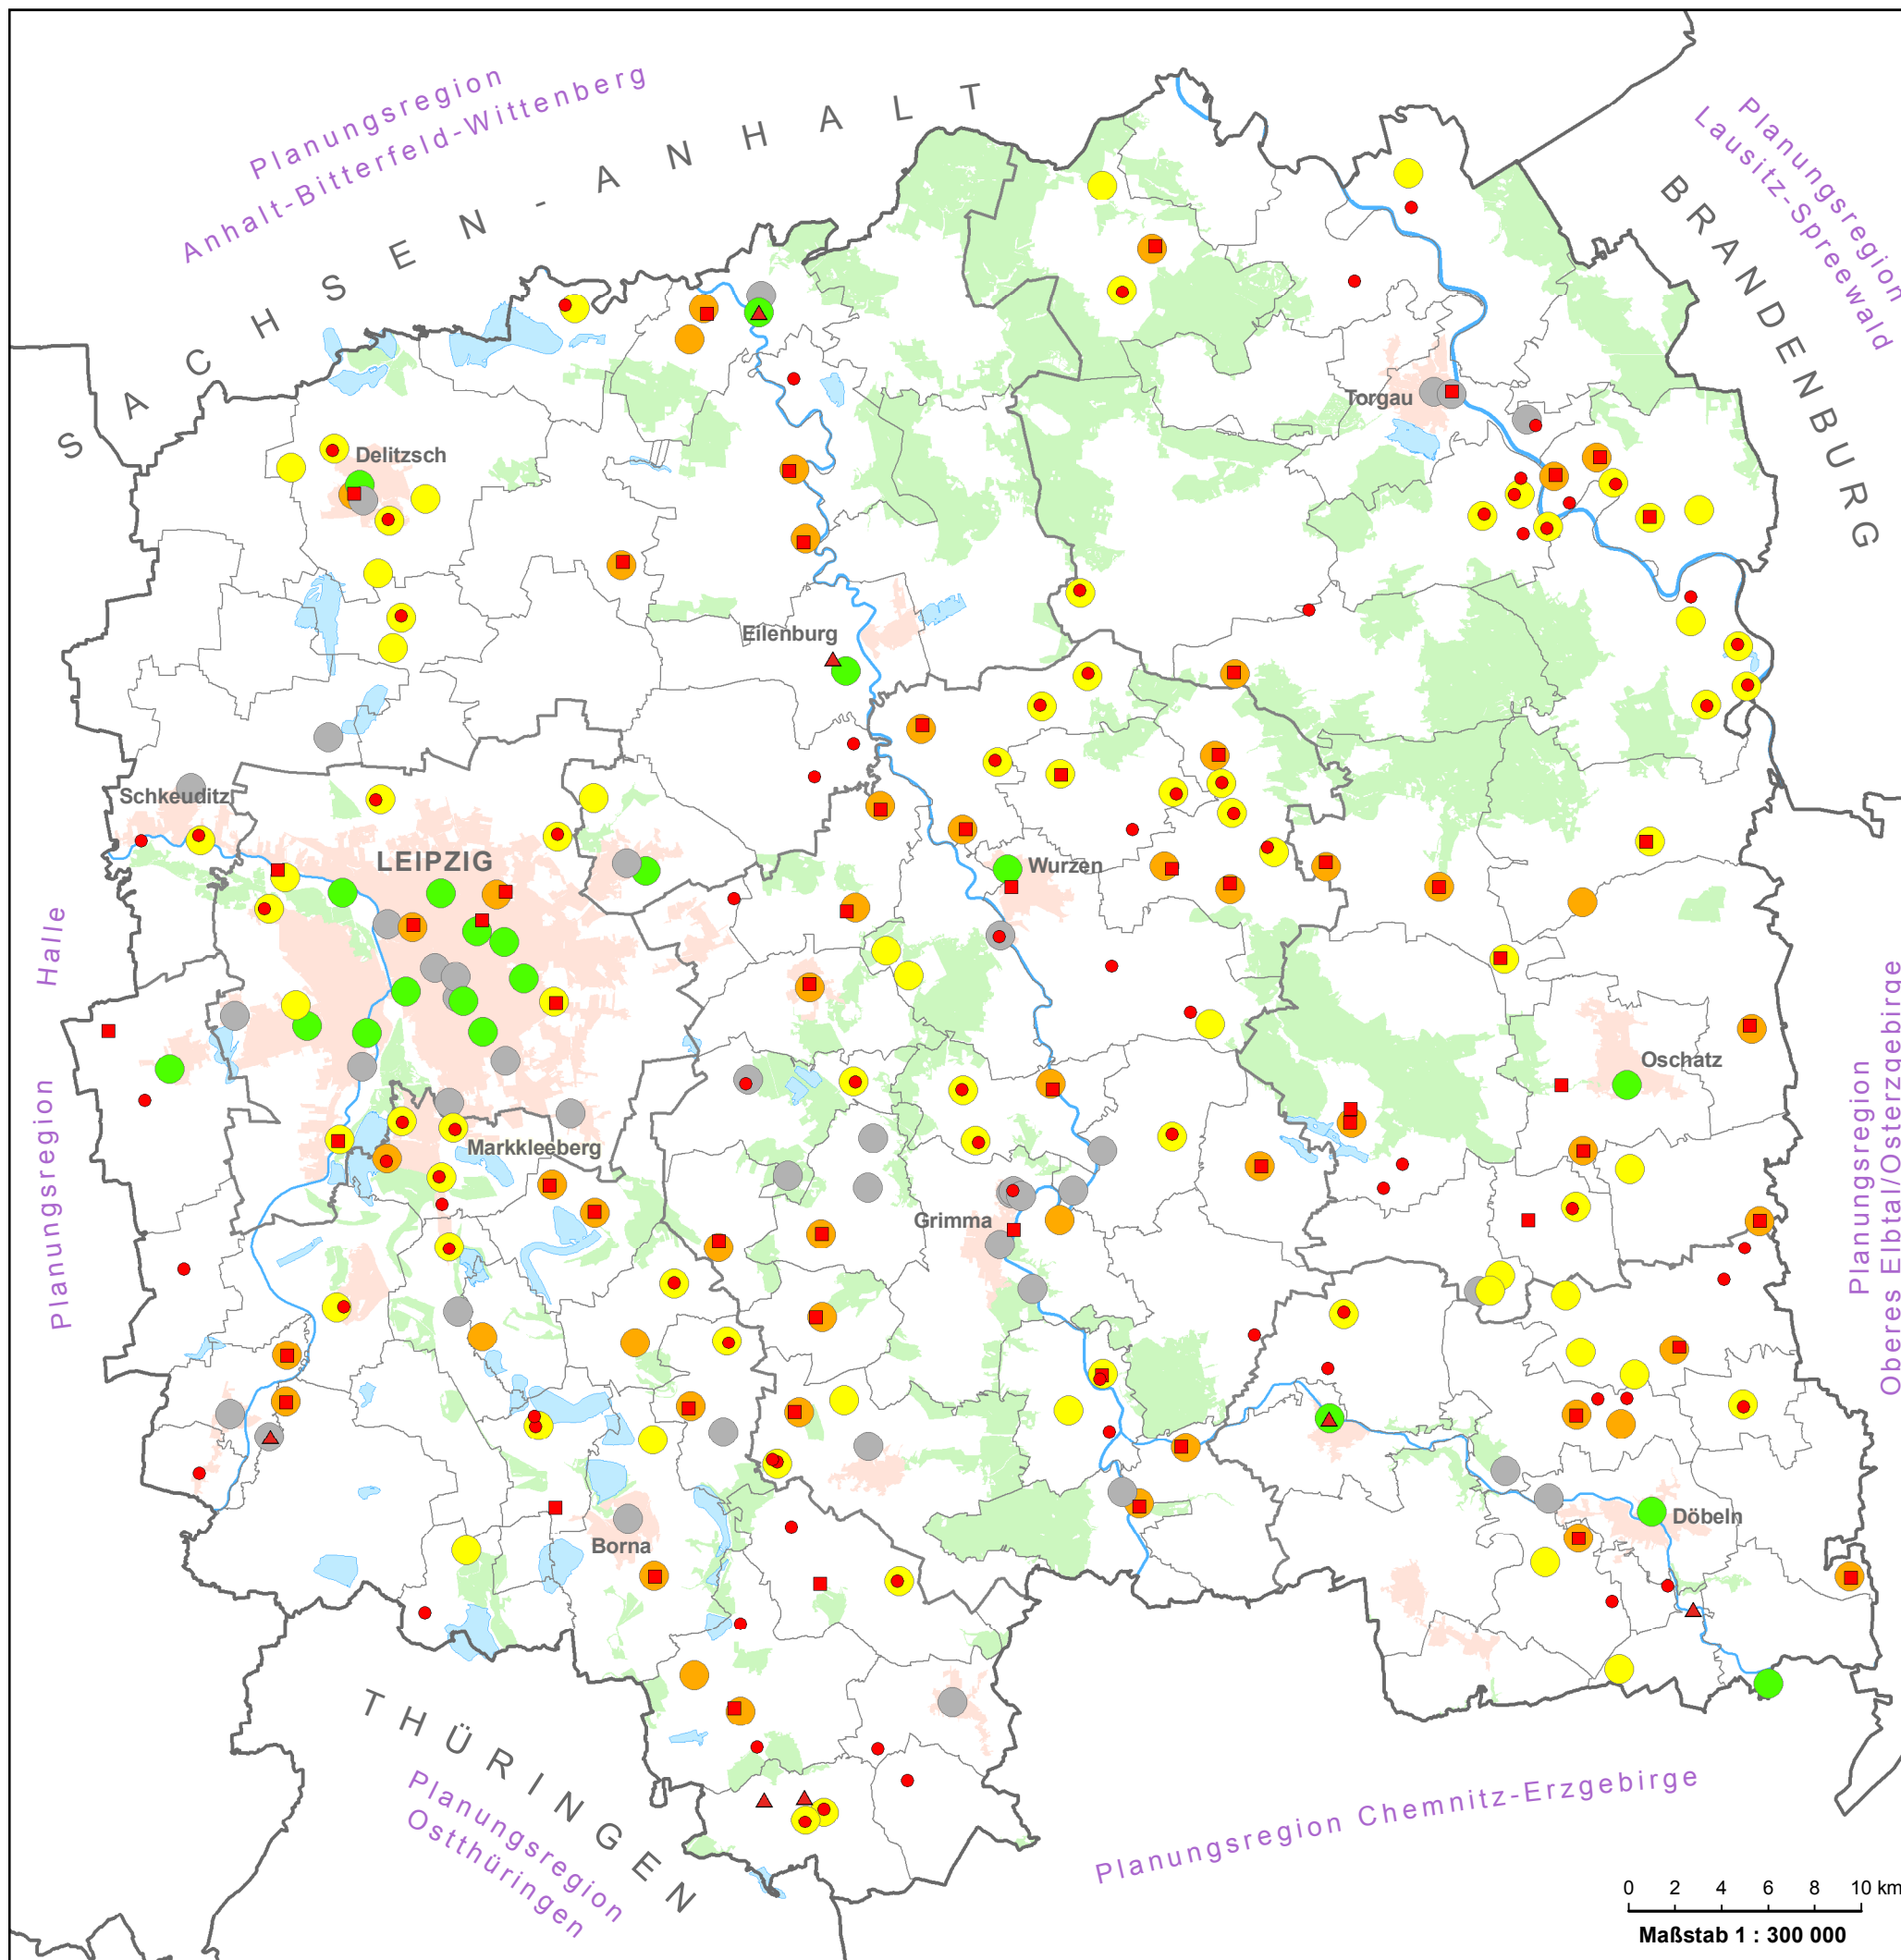 Planungsregion
Anhalt-Bitterfeld-Wittenberg
SACHSEN-ANHALT
Planungsregion
Lausitz-Spreewald
BRANDENBURG
Torgau
Delitzsch
Eilenburg
Schkeuditz
LEIPZIG
Wurzen
Planungsregion Halle
Oschatz
Planungsregion
Oberes Elbtal/Osterzgebirge
Markkleeberg
Grimma
Döbeln
Borna
THÜRINGEN
Planungsregion
Ostthüringen
Planungsregion Chemnitz-Erzgebirge
0 2 4 6 8 10 km
Maßstab 1 : 300 000